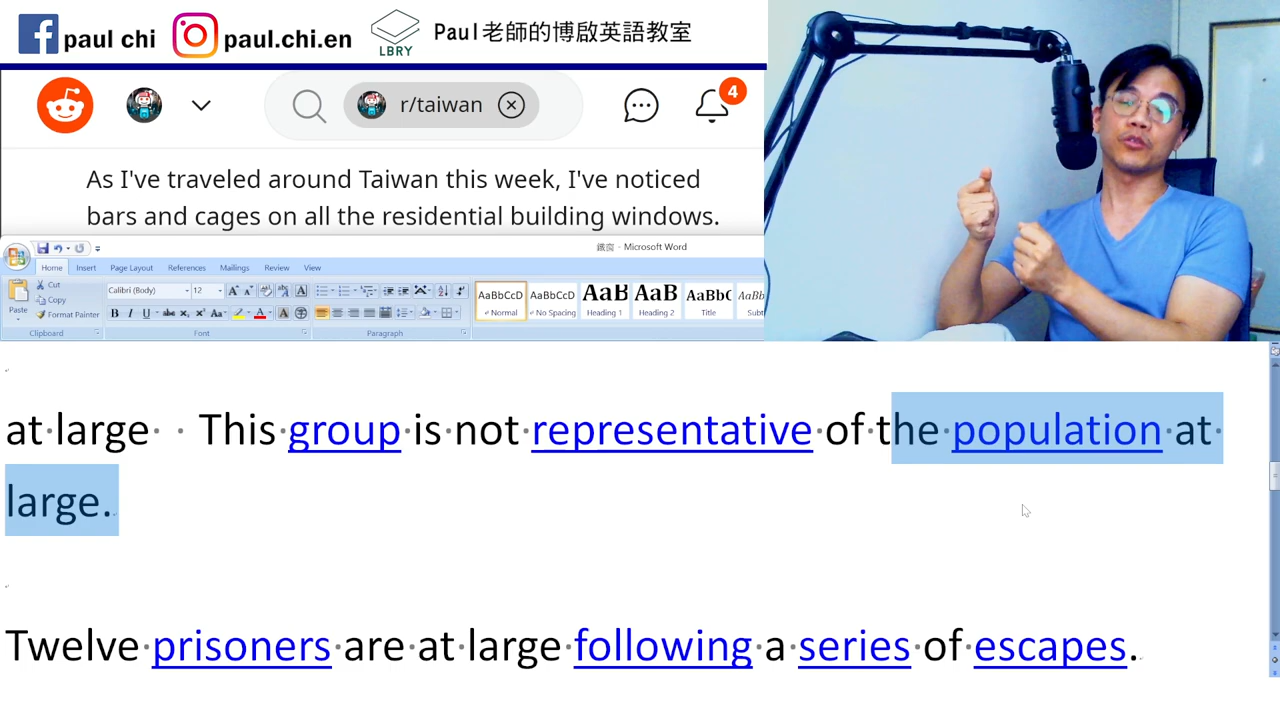 paul chi
paul.chi.en
LBRY
Paul老師的博啟英語教室
r/taiwan
4
As I've traveled around Taiwan this week, I've noticed
bars and cages on all the residential building windows.
鐵窗 - Microsoft Word
Home Insert Page Layout References Mailings Review View
Paste
Cut
Copy
Format Painter
Clipboard
Calibri (Body) 12
Font
Paragraph
AaBbCcD AaBbCcD AaBb AaBb AaBbC AaBb
Normal No Spacing Heading 1 Heading 2 Title Subt
at large This group is not representative of the population at
large.
Twelve prisoners are at large following a series of escapes.